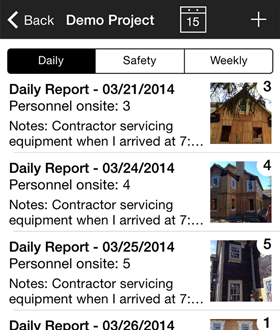 Back Demo Project 15
Daily Safety Weekly
Daily Report - 03/21/2014 3
Personnel onsite: 3
Notes: Contractor servicing
equipment when I arrived at 7:...
Daily Report - 03/24/2014 4
Personnel onsite: 4
Notes: Contractor servicing
equipment when I arrived at 7:...
Daily Report - 03/25/2014 5
Personnel onsite: 5
Notes: Contractor servicing
equipment when I arrived at 7:...
Daily Report - 03/26/2014 1